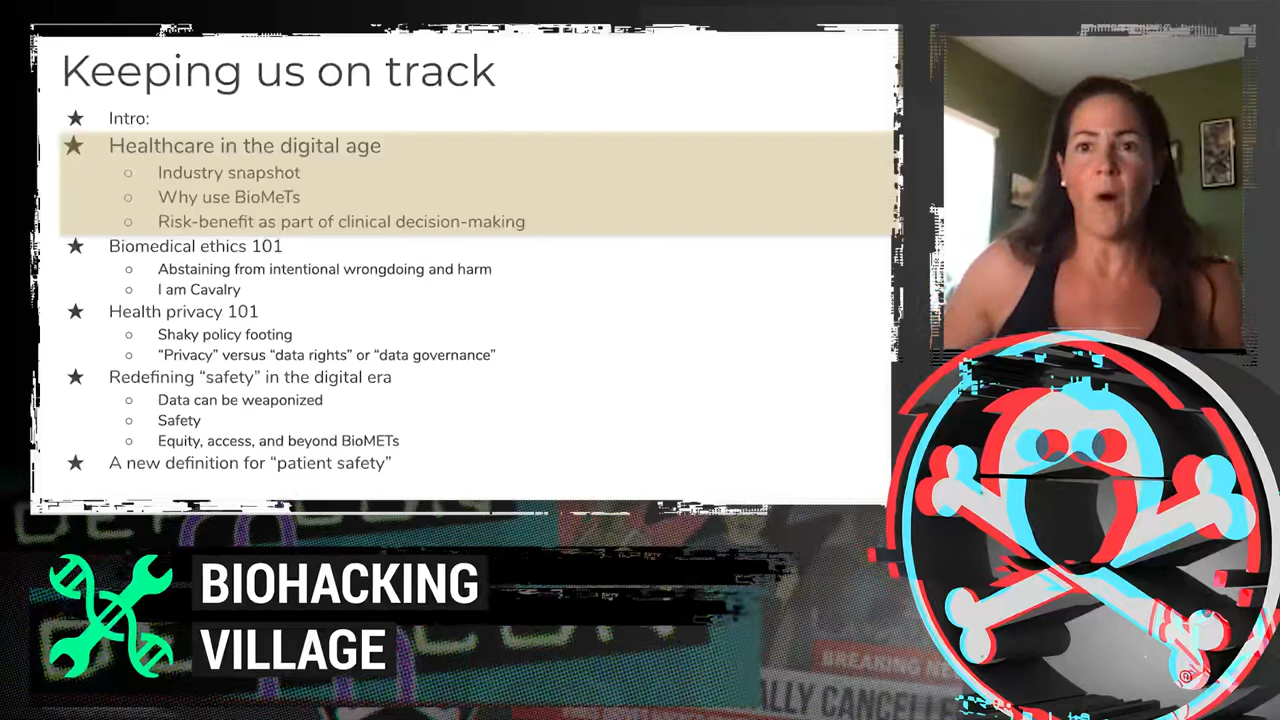 Keeping us on track
★ Intro:
★ Healthcare in the digital age
○ Industry snapshot
○ Why use BioMeTs
○ Risk-benefit as part of clinical decision-making
★ Biomedical ethics 101
○ Abstaining from intentional wrongdoing and harm
○ I am Cavalry
★ Health privacy 101
○ Shaky policy footing
○ “Privacy” versus “data rights” or “data governance”
★ Redefining “safety” in the digital era
○ Data can be weaponized
○ Safety
○ Equity, access, and beyond BioMETs
★ A new definition for “patient safety”
BIOHACKING
VILLAGE
BREAKING
CANCELLE
®